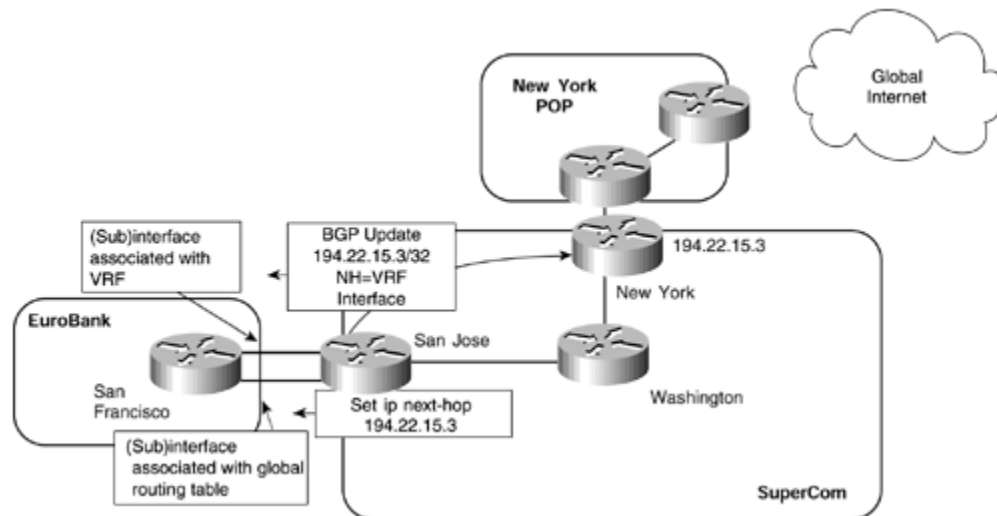 New York
POP
Global
Internet
(Sub)interface
associated with
VRF
BGP Update
194.22.15.3/32
NH=VRF
Interface
194.22.15.3
New York
EuroBank
San Jose
San
Francisco
Washington
Set ip next-hop
194.22.15.3
(Sub)interface
associated with global
routing table
SuperCom